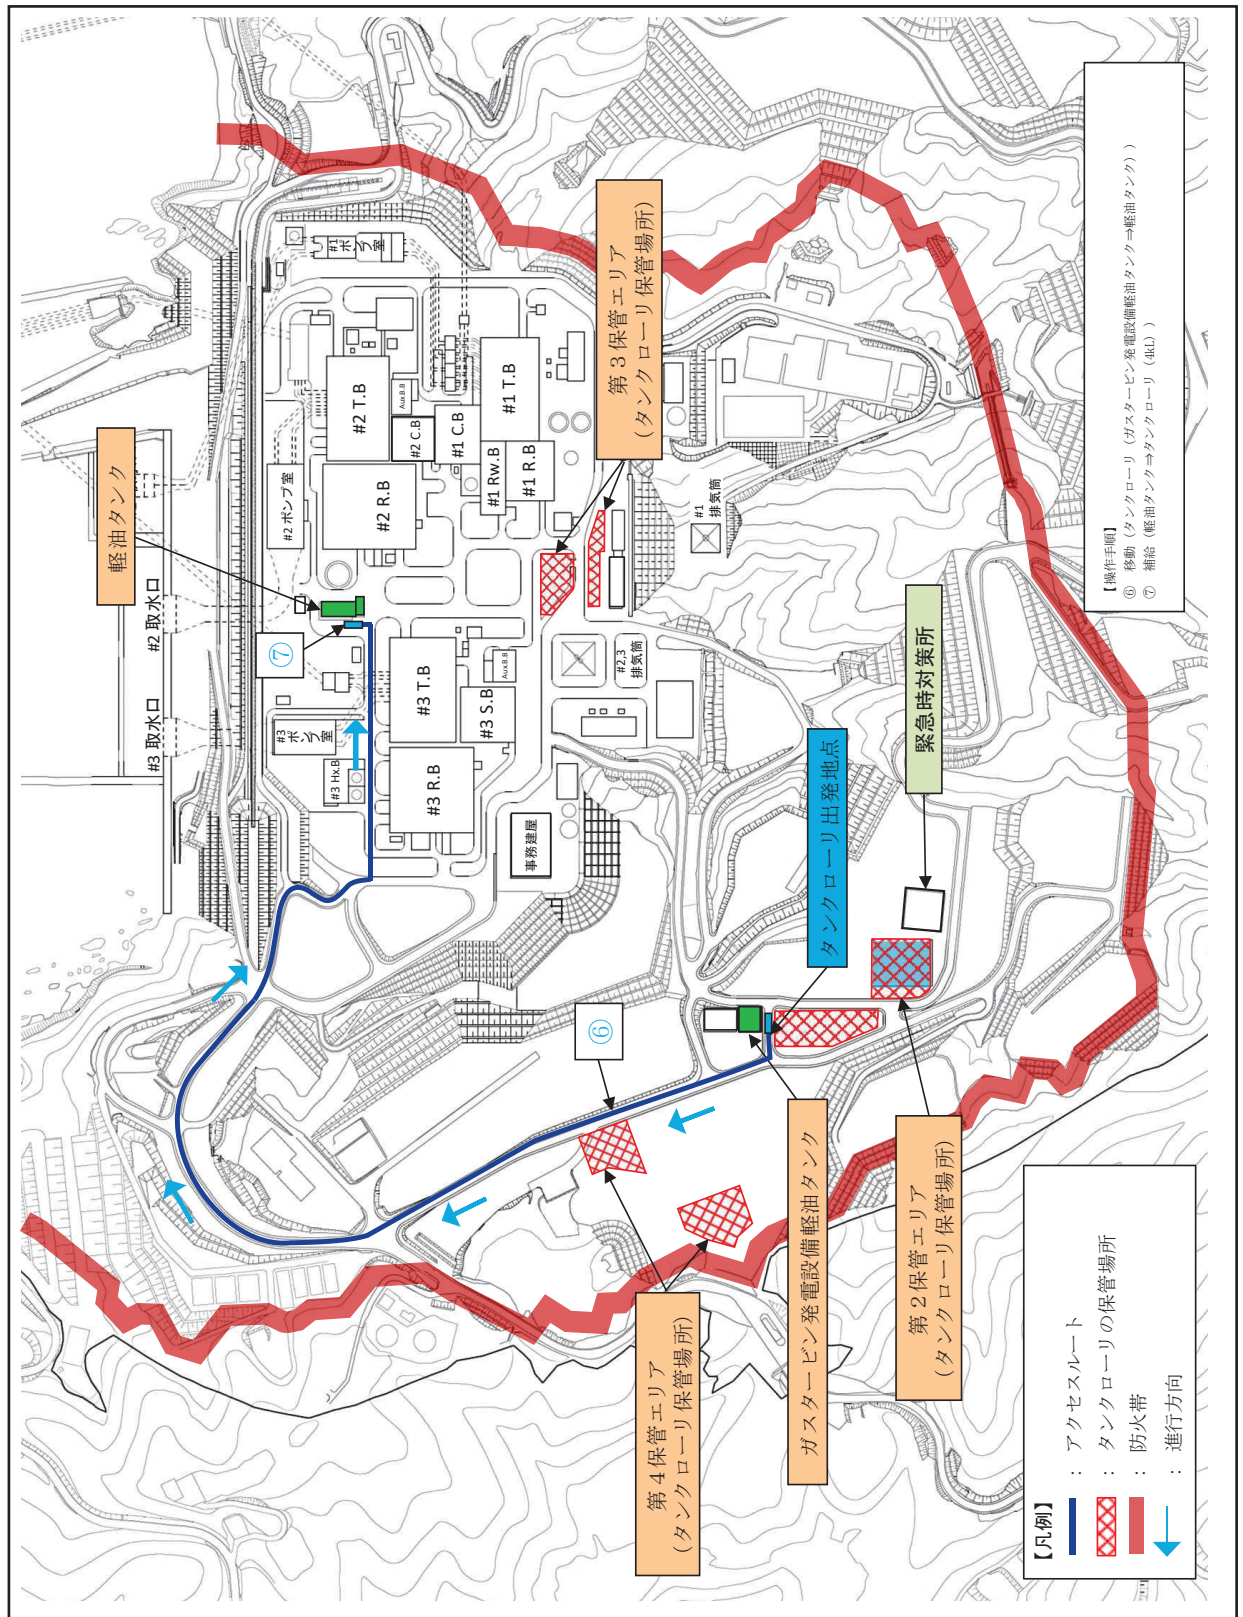 軽油タンク
#3 取水口
#2 取水口
⑦
#1
ポンプ室
#2 ポンプ室
#3
ポンプ室
#3 Hx.B
#2 T.B
Aux.B.B
#2 C.B
#1 C.B
#1 T.B
#2 R.B
#1 Rw.B
#1 R.B
#3 T.B
Aux.B.B
#3 S.B
#3 R.B
事務建屋
#2,3
排気筒
#1
排気筒
第3保管エリア
(タンクローリ保管場所)
⑥
タンクローリ出発地点
緊急時対策所
第4保管エリア
(タンクローリ保管場所)
ガスタービン発電設備軽油タンク
第2保管エリア
(タンクローリ保管場所)
【凡例】
: アクセスルート
: タンクローリの保管場所
: 防火帯
: 進行方向
【操作手順】
⑥ 移動 (タンクローリ (ガスタービン発電設備軽油タンク⇒軽油タンク) )
⑦ 補給 (軽油タンク⇒タンクローリ (4kL) )